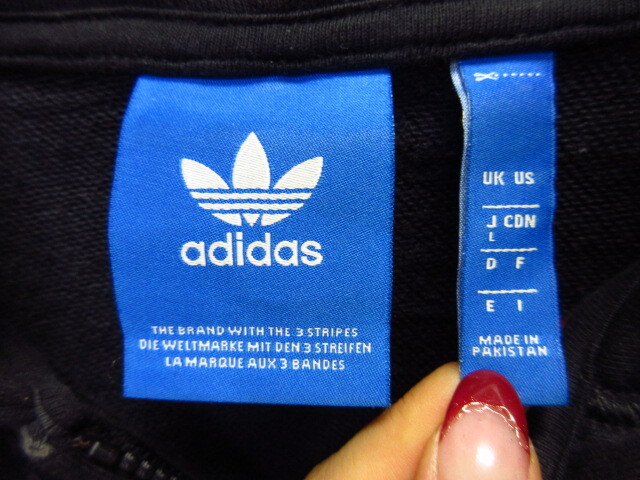 adidas
THE BRAND WITH THE 3 STRIPES
DIE WELTMARKE MIT DEN 3 STREIFEN
LA MARQUE AUX 3 BANDES
UK US
J CDN
L
D F
E I
MADE IN
PAKISTAN